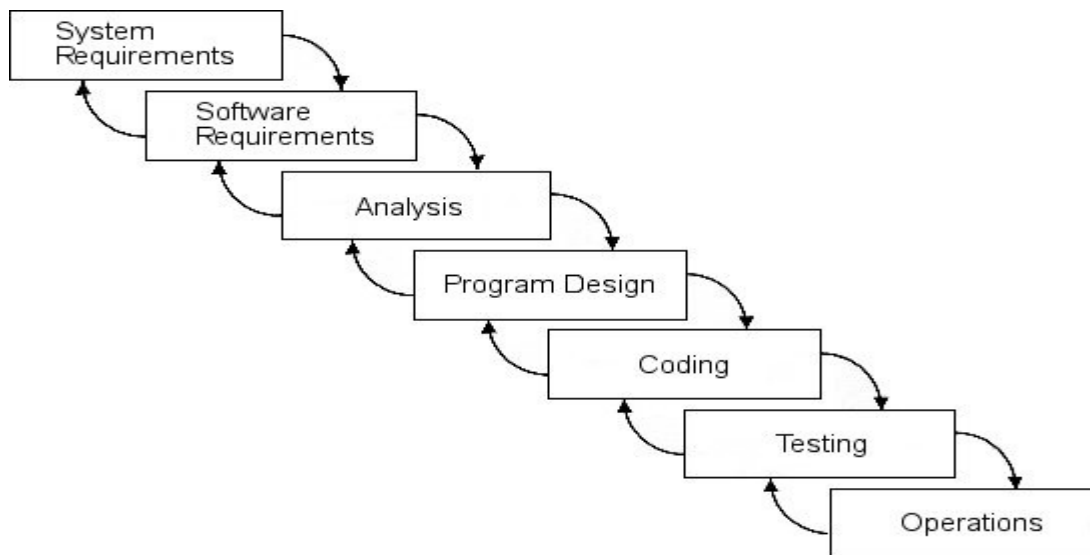 System
Requirements
Software
Requirements
Analysis
Program Design
Coding
Testing
Operations